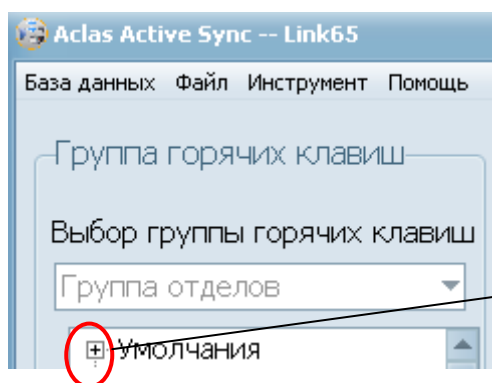 Aclas Active Sync -- Link65
База данных Файл Инструмент Помощь
Группа горячих клавиш
Выбор группы горячих клавиш
Группа отделов
Умолчания